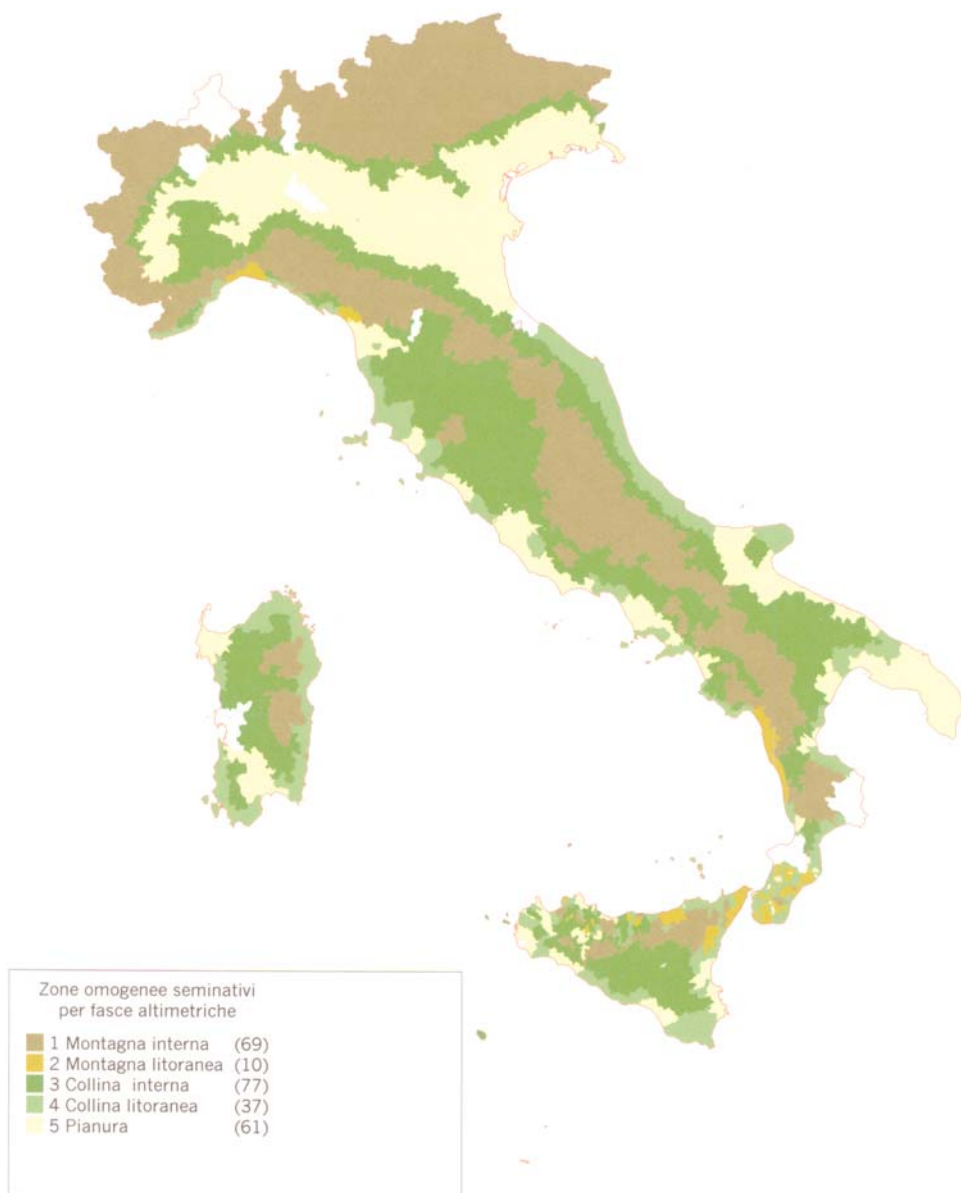 Zone omogenee seminativi
per fasce altimetriche
1 Montagna interna (69)
2 Montagna litoranea (10)
3 Collina interna (77)
4 Collina litoranea (37)
5 Pianura (61)